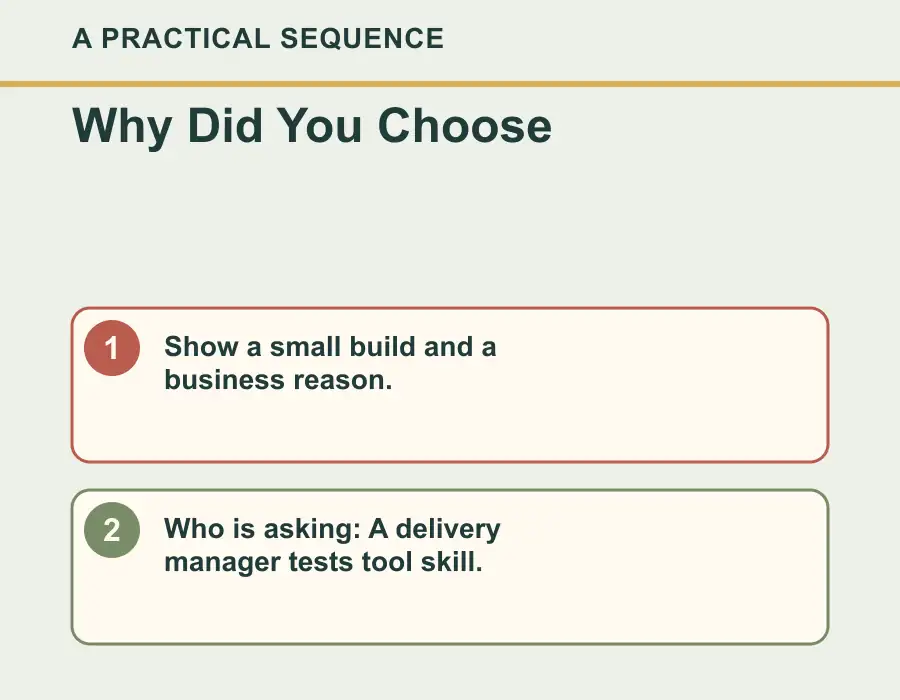 A PRACTICAL SEQUENCE
Why Did You Choose
1
Show a small build and a
business reason.
2
Who is asking: A delivery
manager tests tool skill.